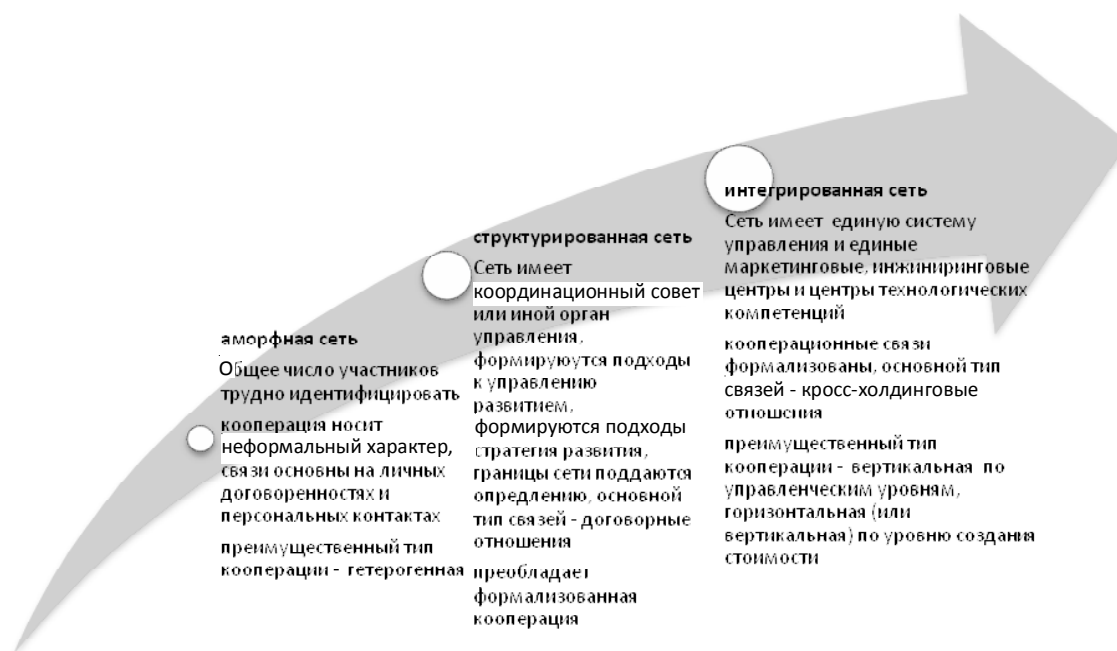 аморфная сеть
Общее число участников
трудно идентифицировать
кооперация носит
неформальный характер,
связи основны на личных
договоренностях и
персональных контактах
преимущественный тип
кооперации - гетерогенная
структурированная сеть
Сеть имеет
координационный совет
или иной орган
управления,
формируюутся подходы
к управлению
развитием,
формируются подходы
стратегия развития,
границы сети поддаются
опредлению, основной
тип связей - договорные
отношения
преобладает
формализованная
кооперация
интегрированная сеть
Сеть имеет единую систему
управления и единые
маркетинговые, инжиниринговые
центры и центры технологических
компетенций
кооперационные связи
формализованы, основной тип
связей - кросс-холдинговые
отношения
преимущественный тип
кооперации - вертикальная по
управленческим уровням,
горизонтальная (или
вертикальная) по уровню создания
стоимости